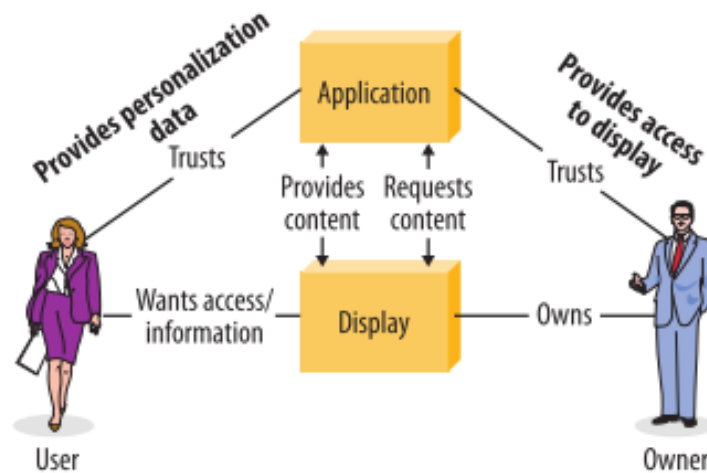 Provides personalization
data
Trusts
Application
Provides access
to display
Trusts
Provides
content
Requests
content
Wants access/
information
Display
Owns
User
Owner